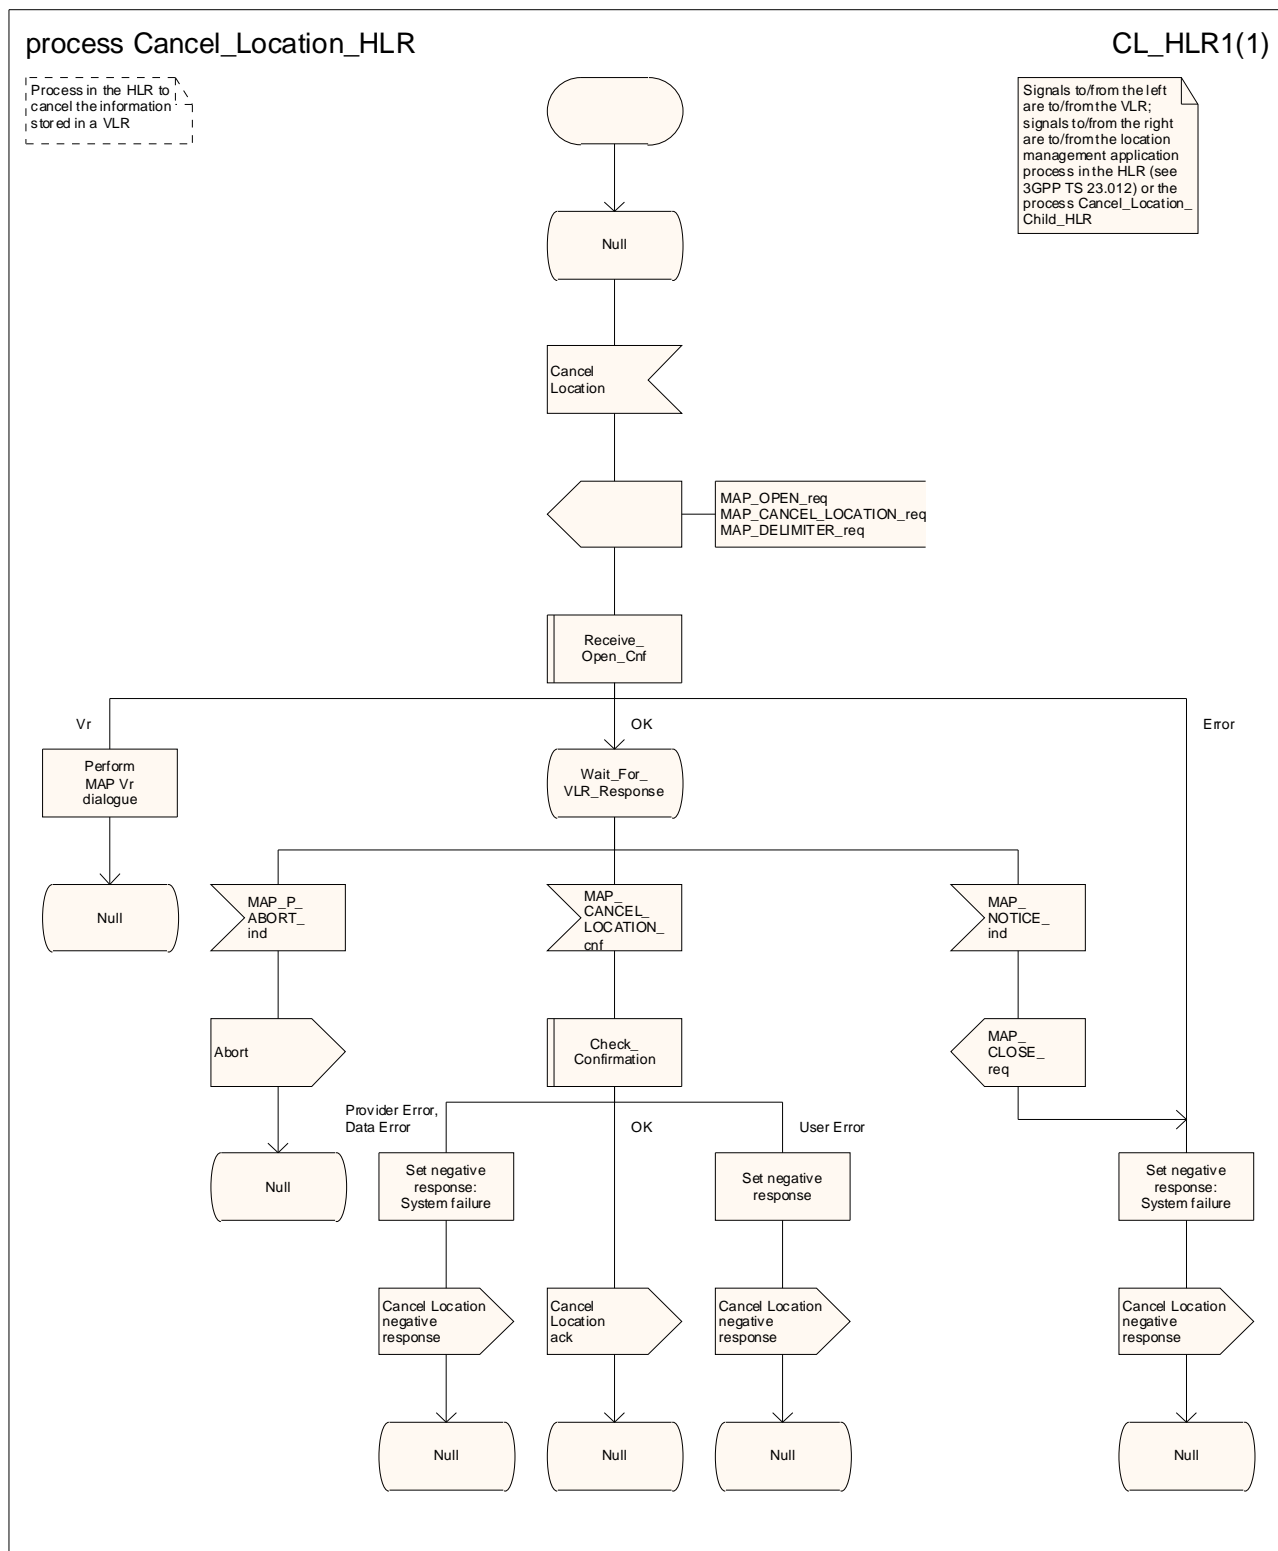 process Cancel_Location_HLR
CL_HLR1(1)
Process in the HLR to
cancel the information
stored in a VLR
Signals to/from the left
are to/from the VLR;
signals to/from the right
are to/from the location
management application
process in the HLR (see
3GPP TS 23.012) or the
process Cancel_Location_
Child_HLR
Null
Cancel
Location
MAP_OPEN_req
MAP_CANCEL_LOCATION_req
MAP_DELIMITER_req
Receive_
Open_Cnf
Vr
OK
Error
Perform
MAP Vr
dialogue
Wait_For_
VLR_Response
Null
MAP_P_
ABORT_
ind
MAP_
CANCEL_
LOCATION_
cnf
MAP_
NOTICE_
ind
Abort
Check_
Confirmation
MAP_
CLOSE_
req
Provider Error,
Data Error
OK
User Error
Null
Set negative
response:
System failure
Set negative
response
Set negative
response:
System failure
Cancel Location
negative
response
Cancel
Location
ack
Cancel Location
negative
response
Cancel Location
negative
response
Null
Null
Null
Null